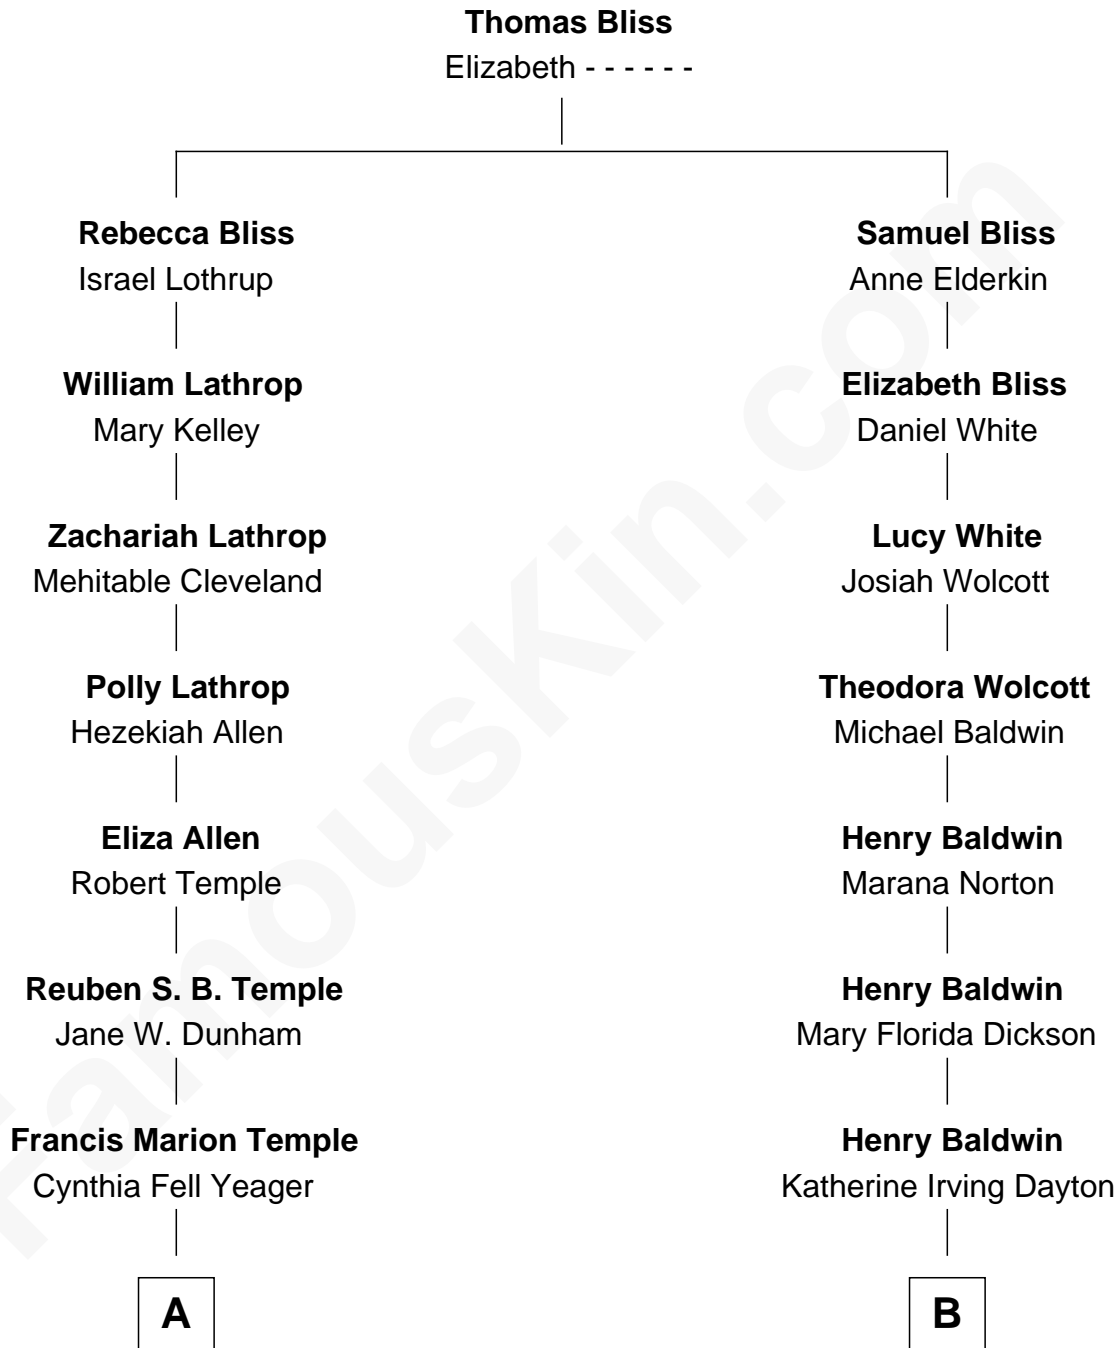 Thomas Bliss
Elizabeth - - - - - -
Rebecca Bliss
Israel Lothrup
William Lathrop
Mary Kelley
Zachariah Lathrop
Mehitable Cleveland
Polly Lathrop
Hezekiah Allen
Eliza Allen
Robert Temple
Reuben S. B. Temple
Jane W. Dunham
Francis Marion Temple
Cynthia Fell Yeager
A
Samuel Bliss
Anne Elderkin
Elizabeth Bliss
Daniel White
Lucy White
Josiah Wolcott
Theodora Wolcott
Michael Baldwin
Henry Baldwin
Marana Norton
Henry Baldwin
Mary Florida Dickson
Henry Baldwin
Katherine Irving Dayton
B
FamousKin.com